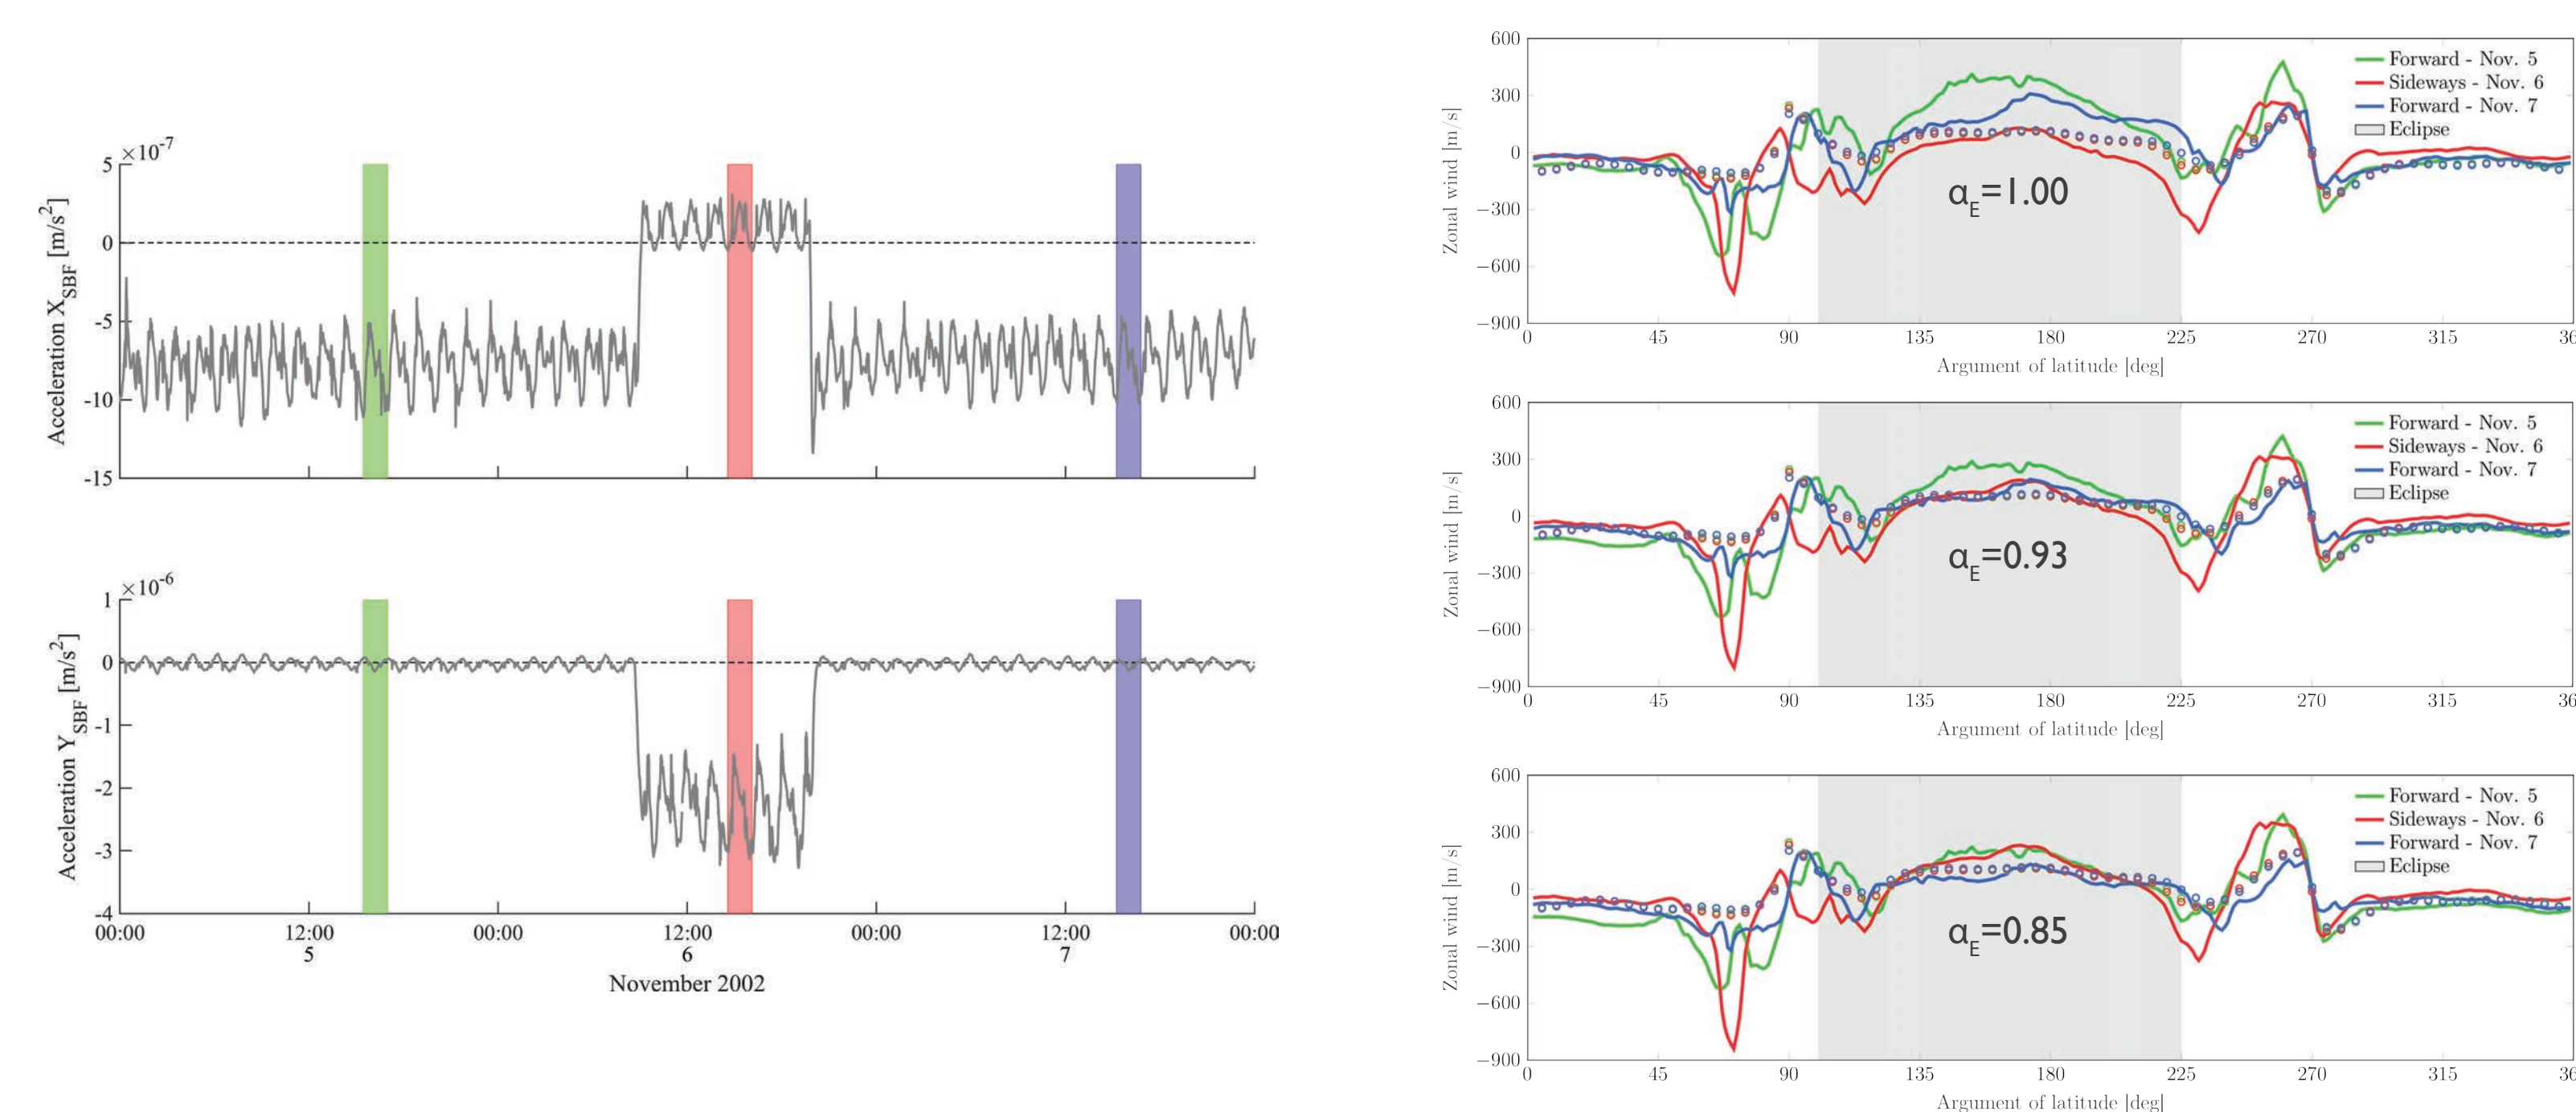 ×10⁻⁷
5
0
-5
-10
-15
Acceleration X_SBF [m/s²]
×10⁻⁶
1
0
-1
-2
-3
-4
Acceleration Y_SBF [m/s²]
00:00 12:00 00:00 12:00 00:00 12:00 00:00
5 6 7
November 2002
600
300
0
−300
−600
−900
Zonal wind [m/s]
Forward - Nov. 5
Sideways - Nov. 6
Forward - Nov. 7
Eclipse
α_E=1.00
0 45 90 135 180 225 270 315 36
Argument of latitude [deg]
600
300
0
−300
−600
−900
Zonal wind [m/s]
Forward - Nov. 5
Sideways - Nov. 6
Forward - Nov. 7
Eclipse
α_E=0.93
0 45 90 135 180 225 270 315 36
Argument of latitude [deg]
600
300
0
−300
−600
−900
Zonal wind [m/s]
Forward - Nov. 5
Sideways - Nov. 6
Forward - Nov. 7
Eclipse
α_E=0.85
0 45 90 135 180 225 270 315 36
Argument of latitude [deg]